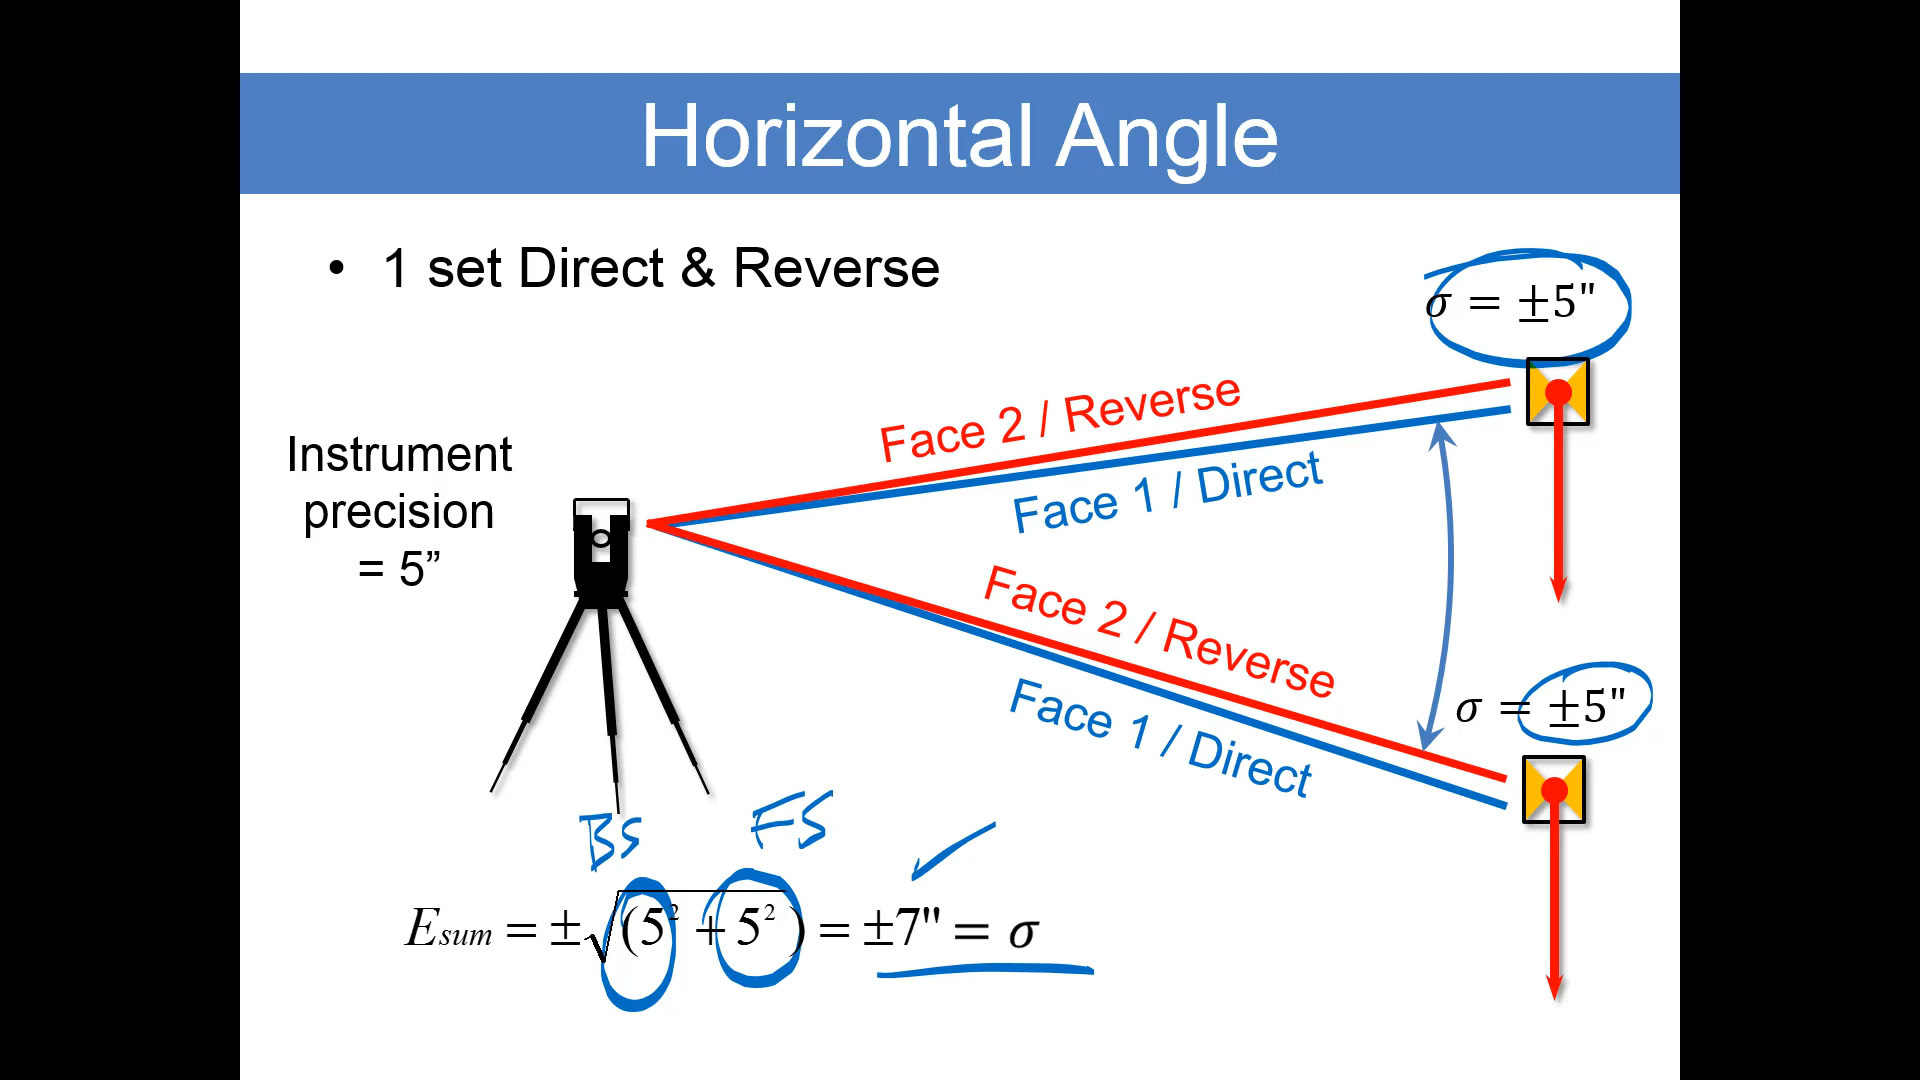 Horizontal Angle
• 1 set Direct & Reverse
σ = ±5"
Face 2 / Reverse
Face 1 / Direct
Instrument
precision
= 5”
Face 2 / Reverse
Face 1 / Direct
σ = ±5"
BS FS
Esum = ±√(5² + 5²) = ±7" = σ